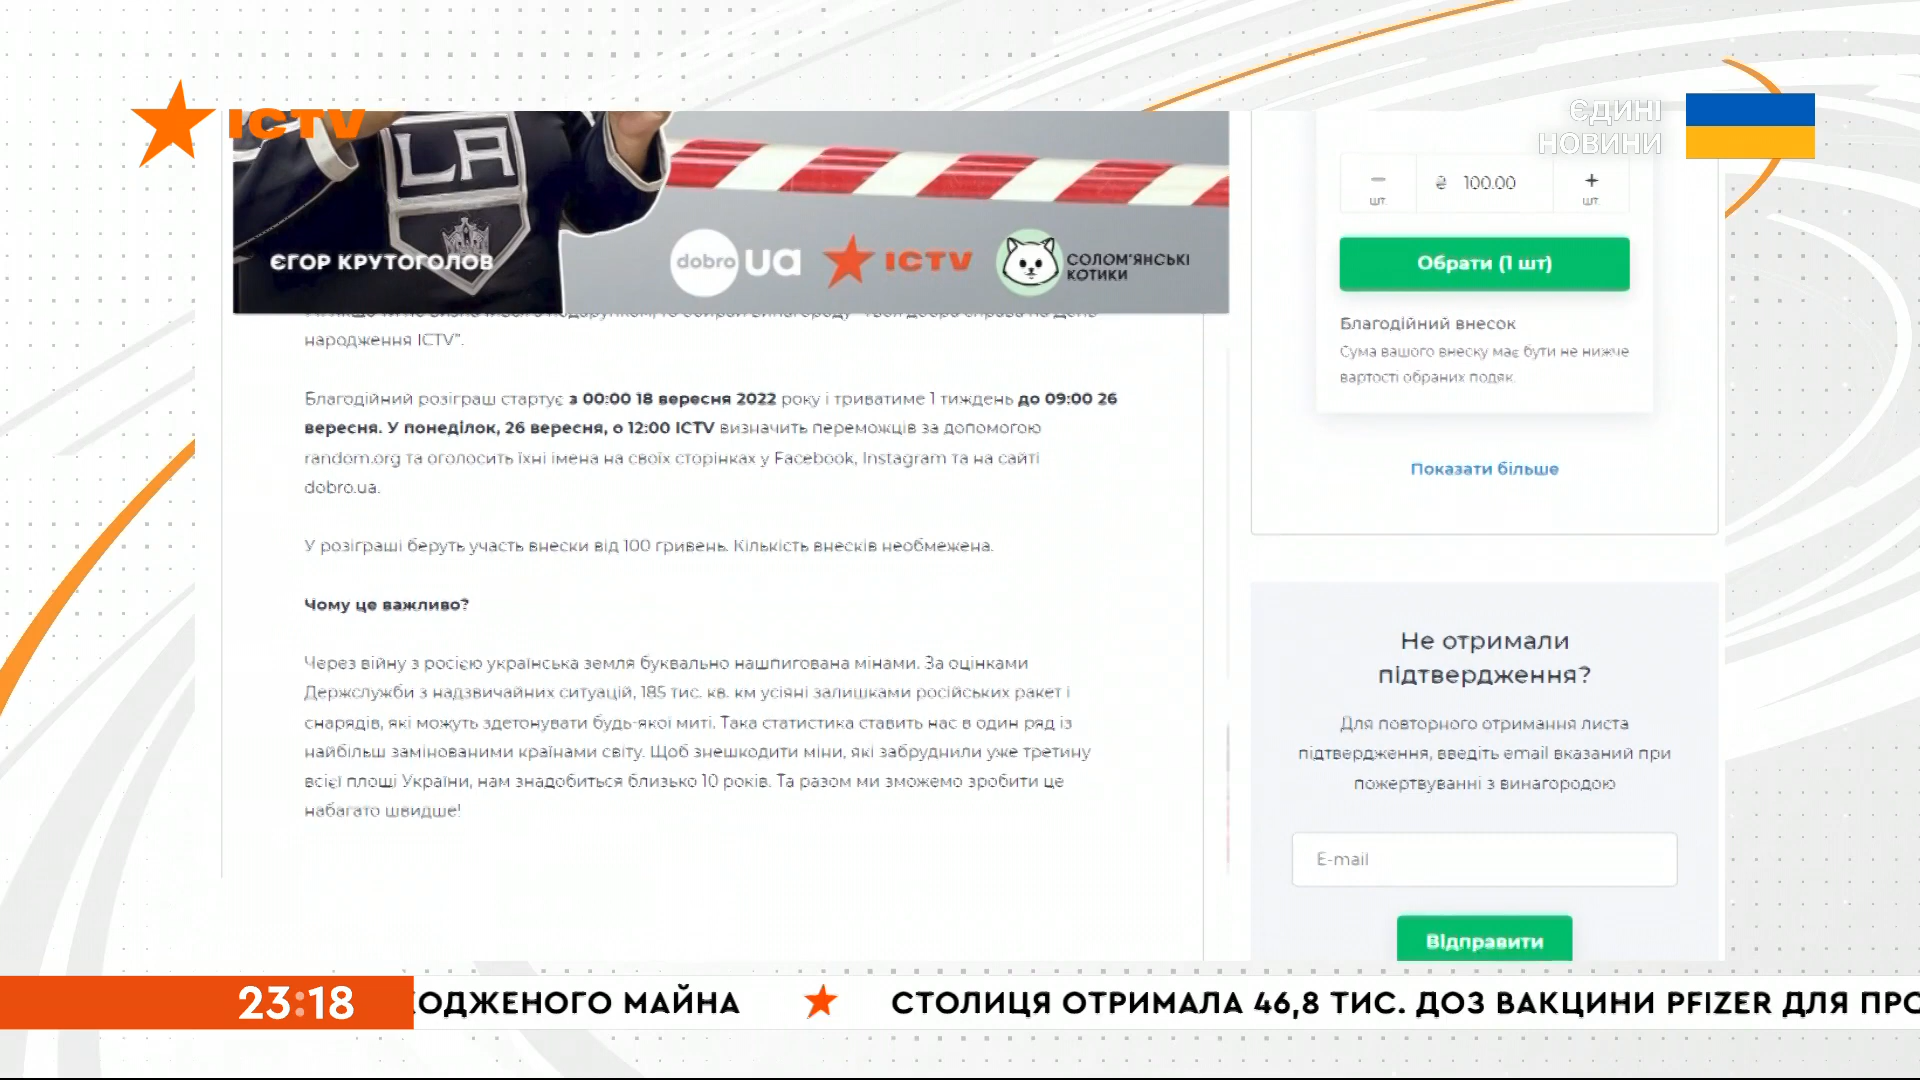 ICTV
ЄДИНІ
НОВИНИ
LA
ЄГОР КРУТОГОЛОВ
dobro ua
ICTV
СОЛОМ'ЯНСЬКІ
КОТИКИ
народження ICTV".
Благодійний розіграш стартує з 00:00 18 вересня 2022 року і триватиме 1 тиждень до 09:00 26
вересня. У понеділок, 26 вересня, о 12:00 ICTV визначить переможців за допомогою
random.org та оголосить їхні імена на своїх сторінках у Facebook, Instagram та на сайті
dobro.ua.
У розіграші беруть участь внески від 100 гривень. Кількість внесків необмежена.
Чому це важливо?
Через війну з росією українська земля буквально нашпигована мінами. За оцінками
Держслужби з надзвичайних ситуацій, 185 тис. кв. км усіяні залишками російських ракет і
снарядів, які можуть здетонувати будь-якої миті. Така статистика ставить нас в один ряд із
найбільш замінованими країнами світу. Щоб знешкодити міни, які забруднили уже третину
всієї площі України, нам знадобиться близько 10 років. Та разом ми зможемо зробити це
набагато швидше!
− ₴ 100.00 +
шт. шт.
Обрати (1 шт)
Благодійний внесок
Сума вашого внеску має бути не нижче
вартості обраних подяк.
Показати більше
Не отримали
підтвердження?
Для повторного отримання листа
підтвердження, введіть email вказаний при
пожертвуванні з винагородою
E-mail
Відправити
23:18 ХОДЖЕНОГО МАЙНА СТОЛИЦЯ ОТРИМАЛА 46,8 ТИС. ДОЗ ВАКЦИНИ PFIZER ДЛЯ ПРО